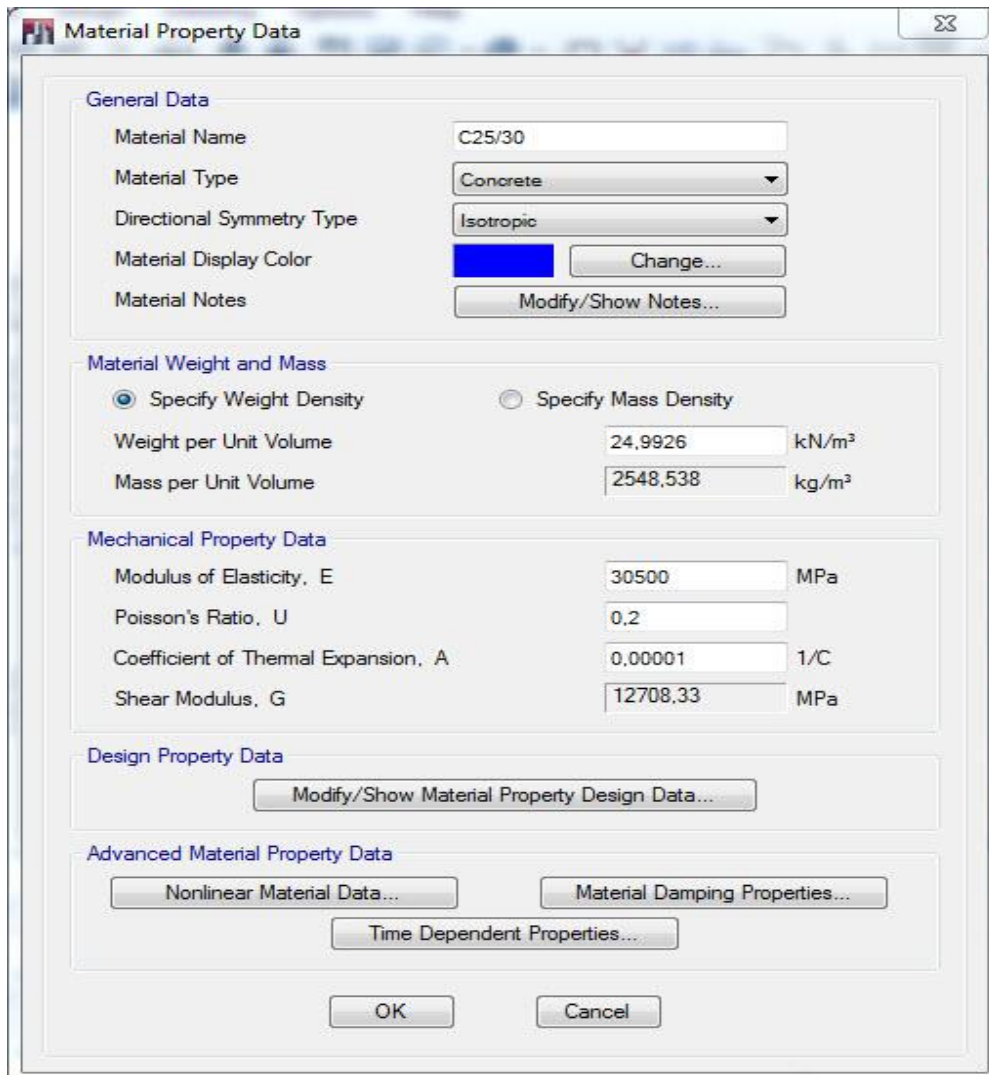 Material Property Data
General Data
Material Name C25/30
Material Type Concrete
Directional Symmetry Type Isotropic
Material Display Color Change...
Material Notes Modify/Show Notes...
Material Weight and Mass
Specify Weight Density Specify Mass Density
Weight per Unit Volume 24,9926 kN/m³
Mass per Unit Volume 2548,538 kg/m³
Mechanical Property Data
Modulus of Elasticity, E 30500 MPa
Poisson's Ratio, U 0,2
Coefficient of Thermal Expansion, A 0,00001 1/C
Shear Modulus, G 12708,33 MPa
Design Property Data
Modify/Show Material Property Design Data...
Advanced Material Property Data
Nonlinear Material Data... Material Damping Properties...
Time Dependent Properties...
OK Cancel